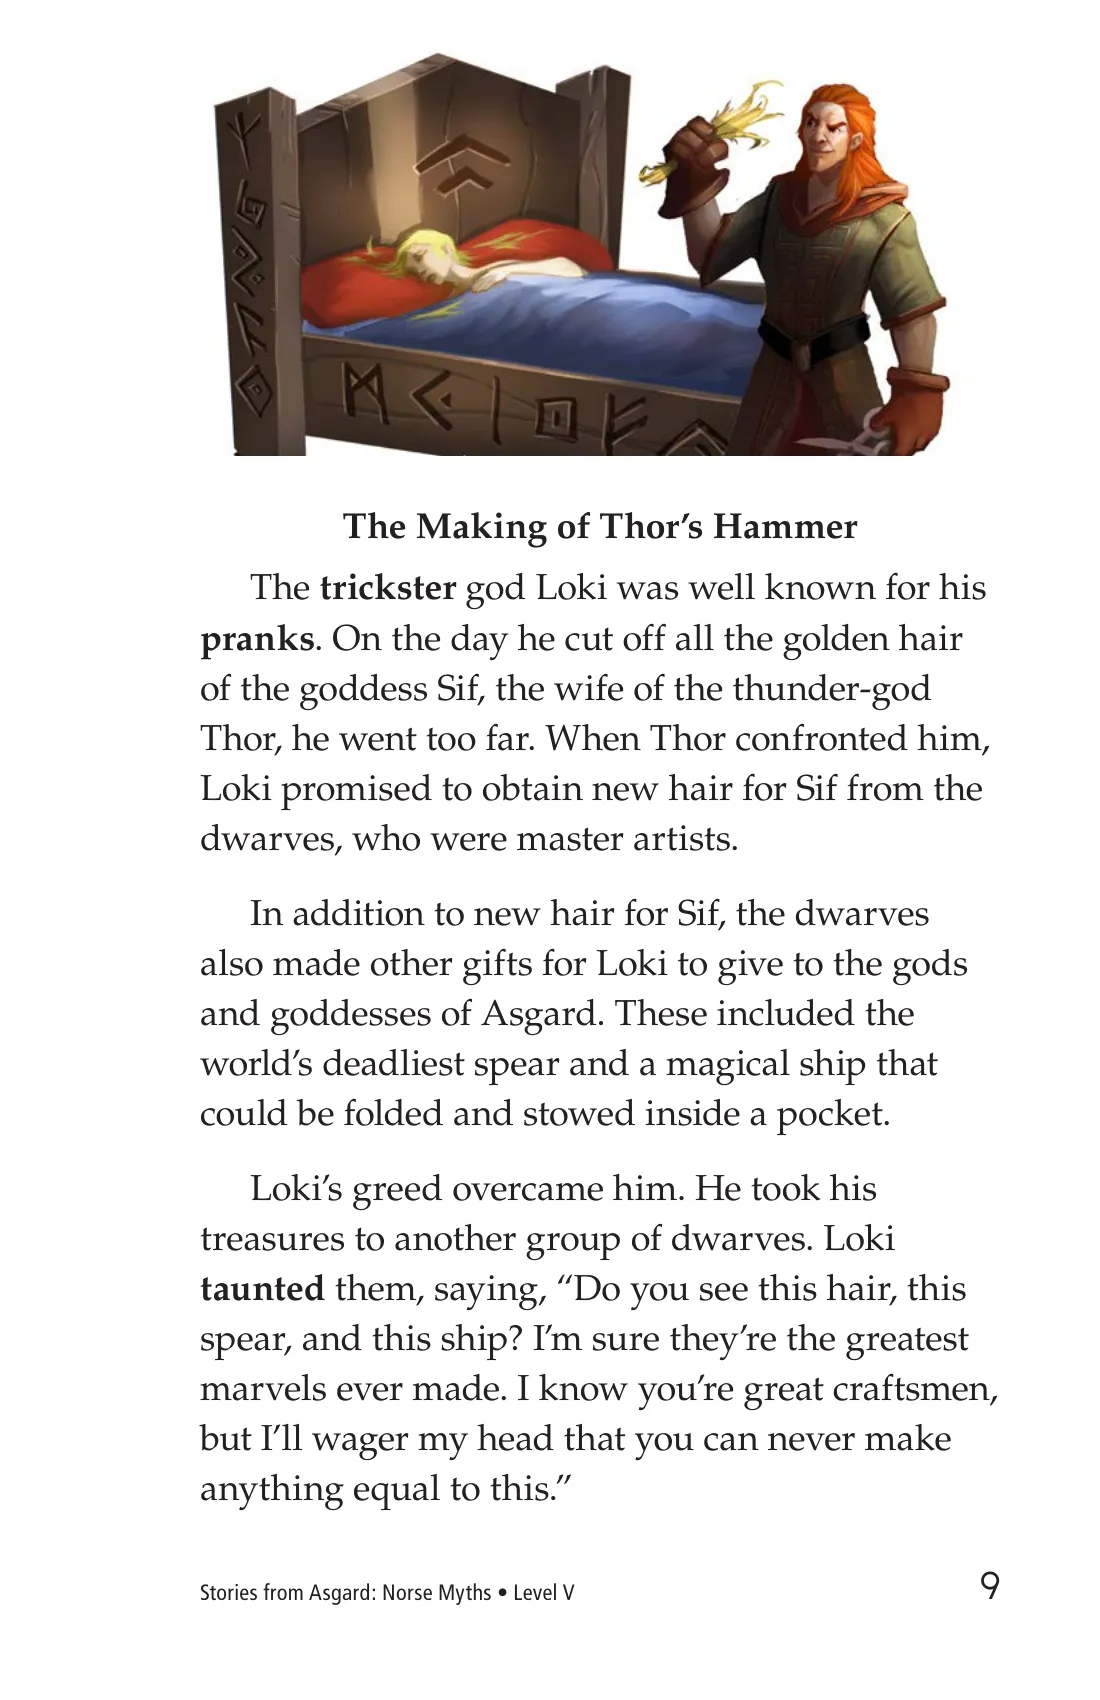 The Making of Thor’s Hammer
The trickster god Loki was well known for his
pranks. On the day he cut off all the golden hair
of the goddess Sif, the wife of the thunder-god
Thor, he went too far. When Thor confronted him,
Loki promised to obtain new hair for Sif from the
dwarves, who were master artists.
In addition to new hair for Sif, the dwarves
also made other gifts for Loki to give to the gods
and goddesses of Asgard. These included the
world’s deadliest spear and a magical ship that
could be folded and stowed inside a pocket.
Loki’s greed overcame him. He took his
treasures to another group of dwarves. Loki
taunted them, saying, “Do you see this hair, this
spear, and this ship? I’m sure they’re the greatest
marvels ever made. I know you’re great craftsmen,
but I’ll wager my head that you can never make
anything equal to this.”
Stories from Asgard: Norse Myths • Level V
9